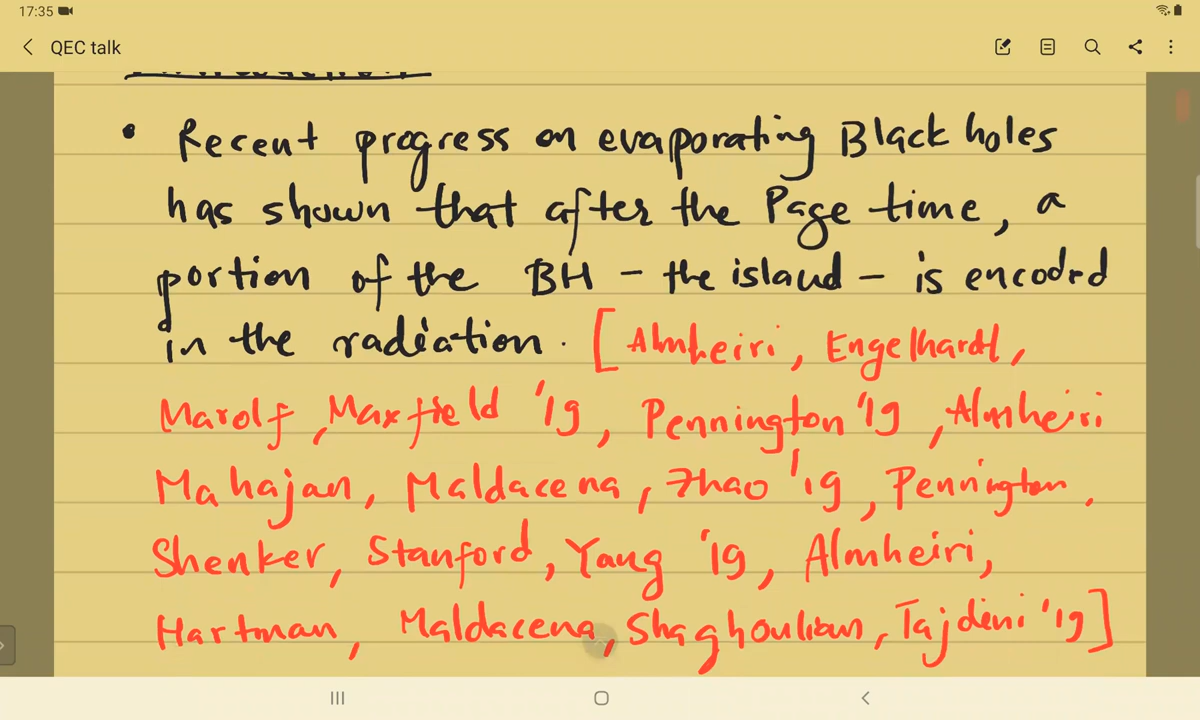 17:35
QEC talk
Introduction
• Recent progress on evaporating Black holes
has shown that after the Page time, a
portion of the BH - the island - is encoded
in the radiation. [Almheiri, Engelhardt,
Marolf, Maxfield '19, Pennington '19, Almheiri
Mahajan, Maldacena, Zhao '19, Pennington,
Shenker, Stanford, Yang '19, Almheiri,
Hartman, Maldacena, Shaghoulian, Tajdini '19]